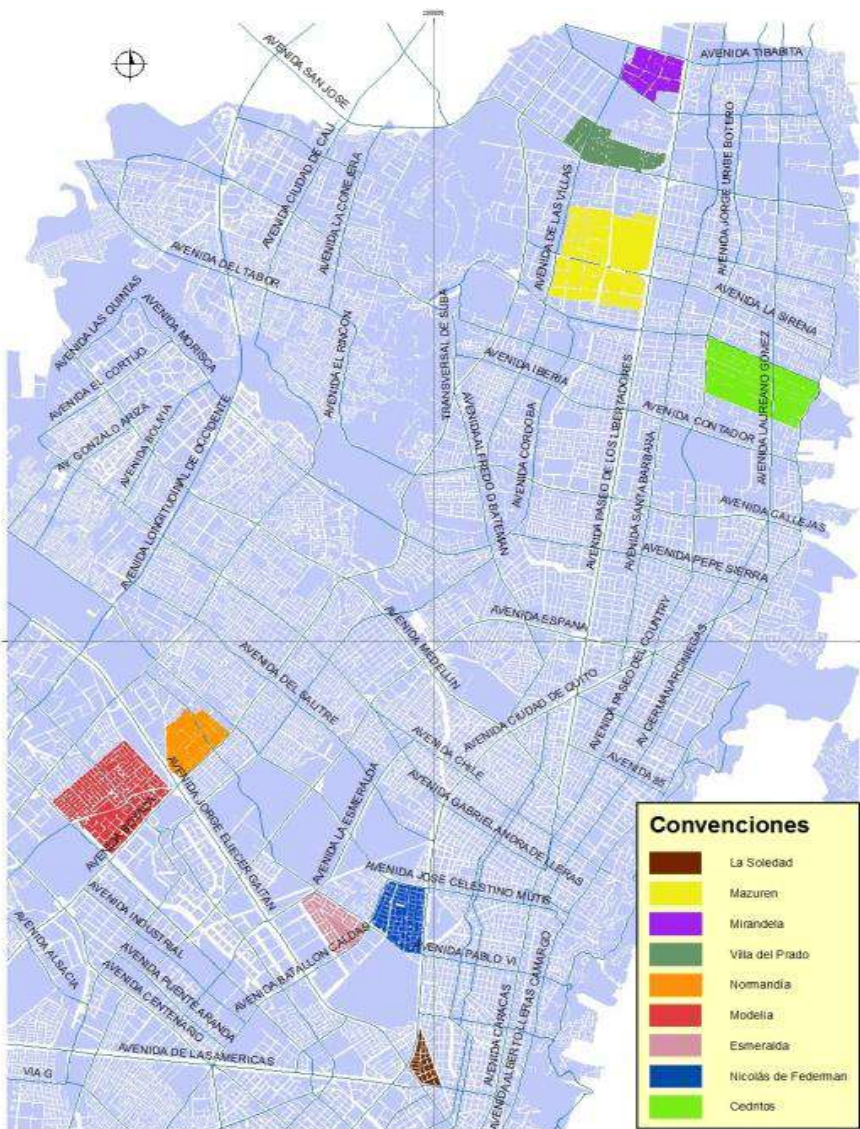 AVENIDA TIBABITA
AVENIDA SAN JOSE
AVENIDA CIUDAD DE CALI
AVENIDA LA CONEJERA
AVENIDA JORGE URIBE BOTERO
AVENIDA DE LAS VILLAS
AVENIDA DEL TABOR
AVENIDA LAS QUINTAS
AVENIDA MORISCA
AVENIDA LA SIRENA
AVENIDA EL CORTIJO
AVENIDA EL RINCON
TRANSVERSAL DE SUBA
AVENIDA IBERIA
AVENIDA LAUREANO GOMEZ
AV. GONZALO ARIZA
AVENIDA BOLIVIA
AVENIDA CONTADOR
AVENIDA LONGITUDINAL DE OCCIDENTE
AVENIDA ALFREDO D BATEMAN
AVENIDA CORDOBA
AVENIDA PASEO DE LOS LIBERTADORES
AVENIDA SANTA BARBARA
AVENIDA CALLEJAS
AVENIDA PEPE SIERRA
AVENIDA ESPANA
AVENIDA MEDELLIN
AVENIDA PASEO DEL COUNTRY
AV. GERMAN ARCINIEGAS
AVENIDA DEL SALITRE
AVENIDA CIUDAD DE QUITO
AVENIDA CHILE
AVENIDA 85
AVENIDA JORGE ELIECER GAITAN
AVENIDA LA ESMERALDA
AVENIDA GABRIEL ANDRADE LLERAS
AVENIDA BOYACA
AVENIDA JOSE CELESTINO MUTIS
AVENIDA INDUSTRIAL
AVENIDA BATALLON CALDAS
AVENIDA PABLO VI
AVENIDA ALSACIA
AVENIDA PUENTE ARANDA
AVENIDA CENTENARIO
AVENIDA CARACAS
AVENIDA ALBERTO LLERAS CAMARGO
AVENIDA DE LAS AMERICAS
VIA G
Convenciones
La Soledad
Mazuren
Mirandela
Villa del Prado
Normandía
Modelia
Esmeralda
Nicolás de Federman
Cedritos